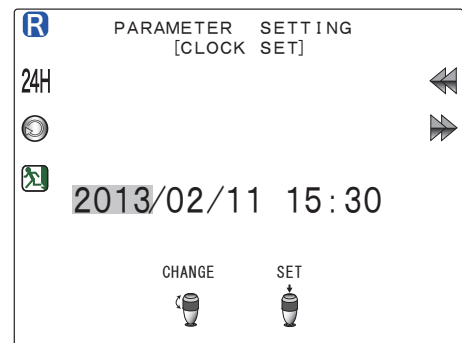 R
PARAMETER SETTING
[CLOCK SET]
24H
2013/02/11 15:30
CHANGE SET